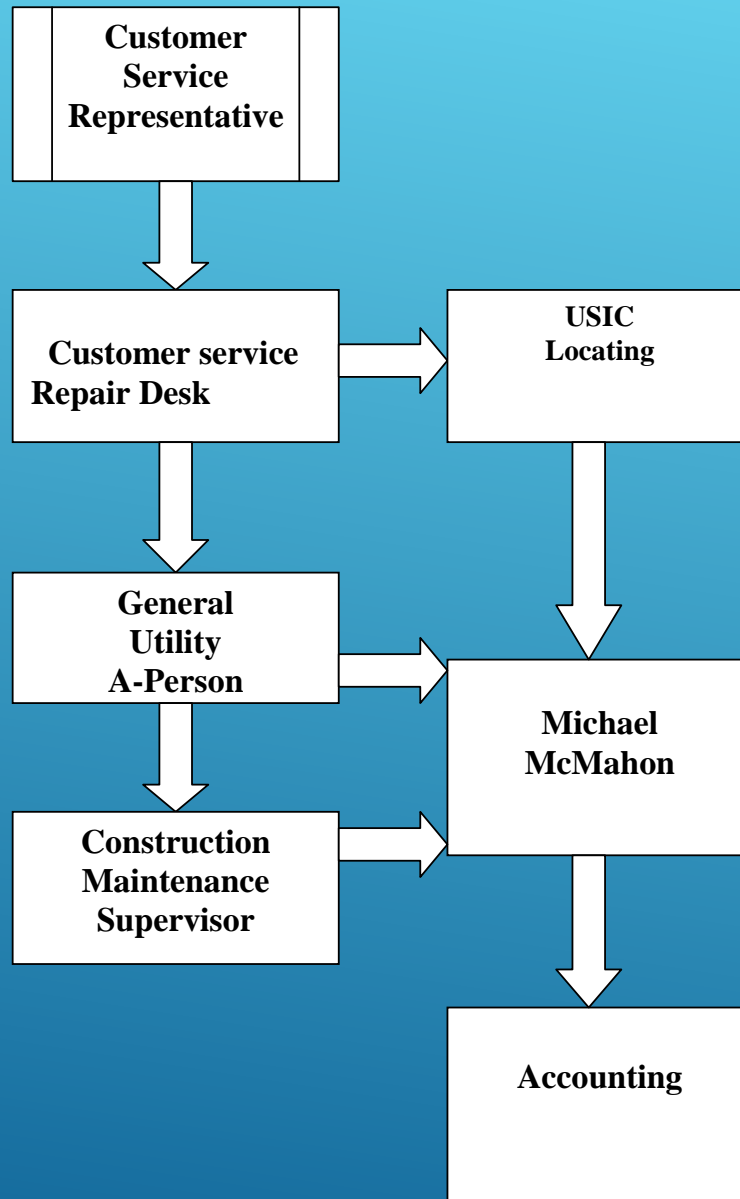 Customer
Service
Representative
Customer service
Repair Desk
USIC
Locating
General
Utility
A-Person
Michael
McMahon
Construction
Maintenance
Supervisor
Accounting